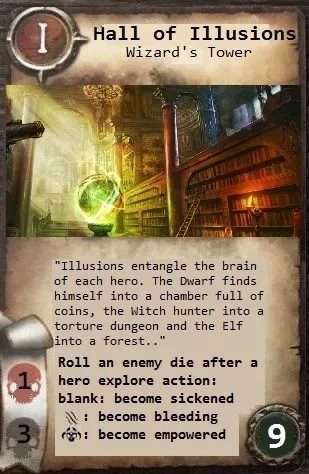 I
Hall of Illusions
Wizard's Tower
"Illusions entangle the brain
of each hero. The Dwarf finds
himself into a chamber full of
coins, the Witch hunter into a
torture dungeon and the Elf
into a forest.."
Roll an enemy die after a
hero explore action:
blank: become sickened
: become bleeding
: become empowered
1
3
9